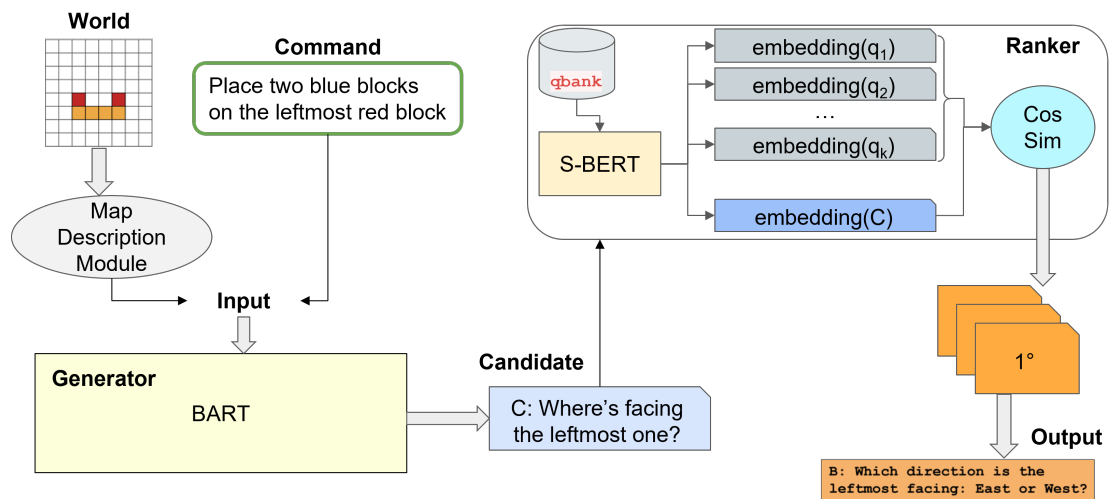 World
Command
Place two blue blocks
on the leftmost red block
Map
Description
Module
Input
Generator
BART
Candidate
C: Where's facing
the leftmost one?
Ranker
qbank
S-BERT
embedding(q₁)
embedding(q₂)
...
embedding(qₖ)
embedding(C)
Cos
Sim
1°
Output
B: Which direction is the
leftmost facing: East or West?